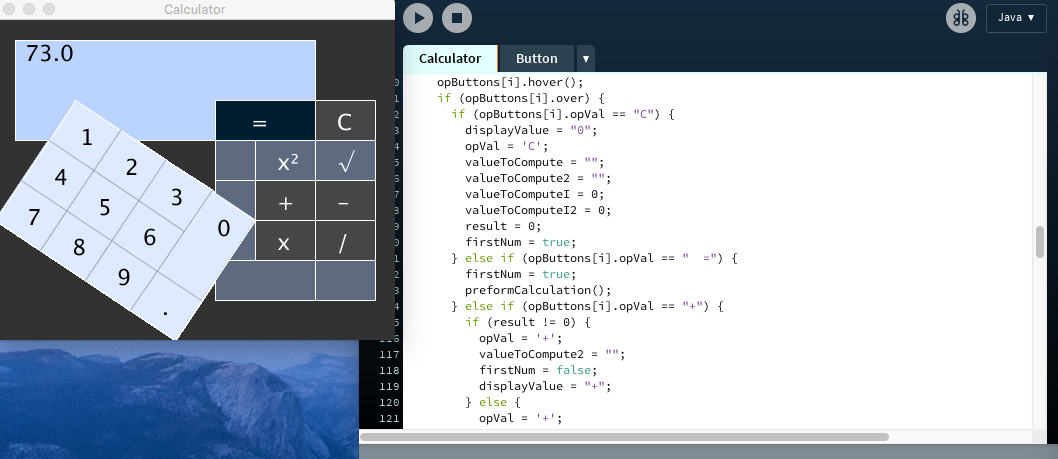 Calculator
73.0
=
C
1
2
3
0
4
5
6
7
8
9
.
x²
√
+
–
x
/
Java ▾
Calculator
Button
▾
opButtons[i].hover();
if (opButtons[i].over) {
if (opButtons[i].opVal == "C") {
displayValue = "0";
opVal = 'C';
valueToCompute = "";
valueToCompute2 = "";
valueToComputeI = 0;
valueToComputeI2 = 0;
result = 0;
firstNum = true;
} else if (opButtons[i].opVal == "  =") {
firstNum = true;
preformCalculation();
} else if (opButtons[i].opVal == "+") {
if (result != 0) {
opVal = '+';
117 valueToCompute2 = "";
118 firstNum = false;
119 displayValue = "+";
120 } else {
121 opVal = '+';